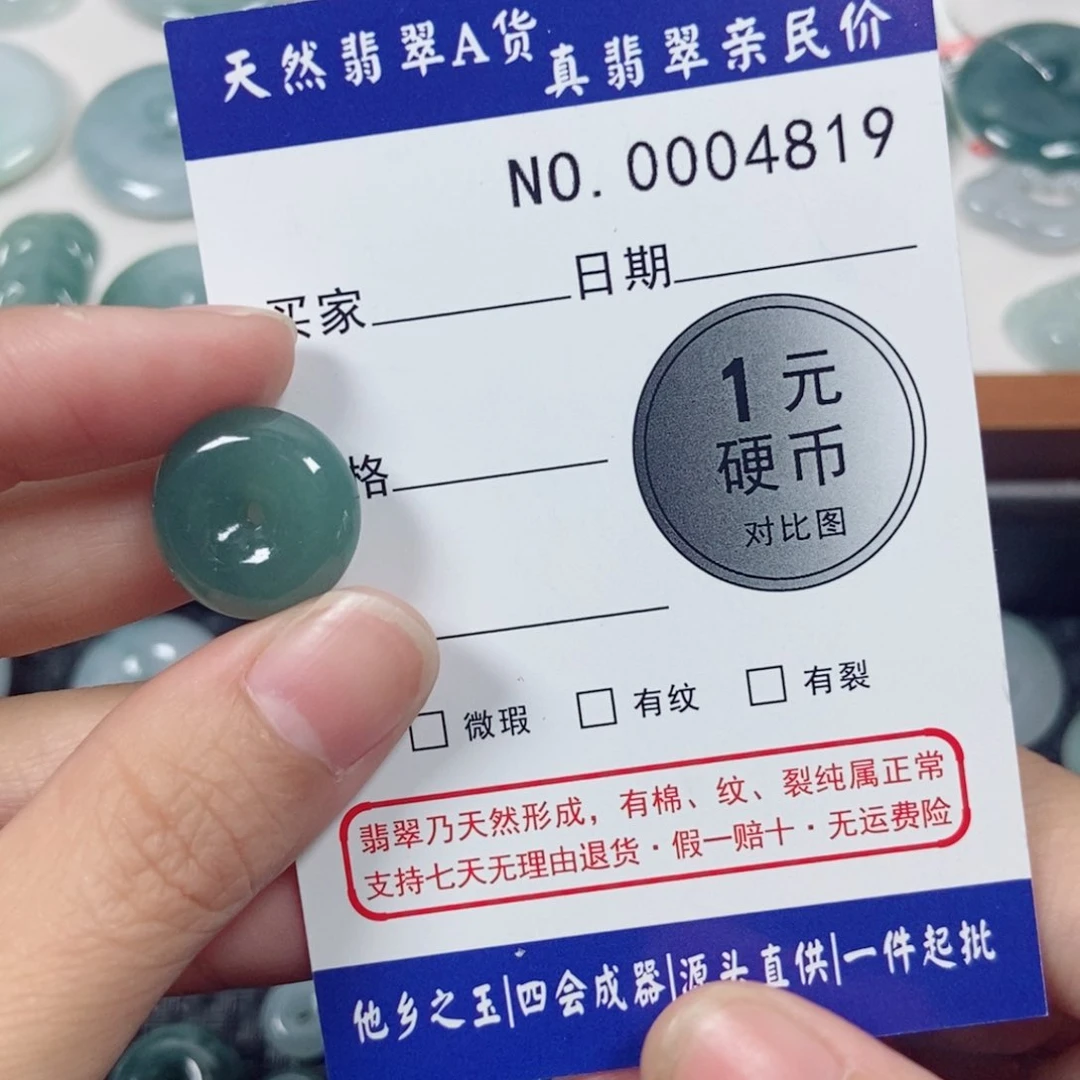 天然翡翠A货 真翡翠亲民价
NO.0004819
买家 日期
格
1元
硬币
对比图
□微瑕 □有纹 □有裂
翡翠乃天然形成，有棉、纹、裂纯属正常
支持七天无理由退货·假一赔十·无运费险
他乡之玉|四会成器|源头直供|一件起批